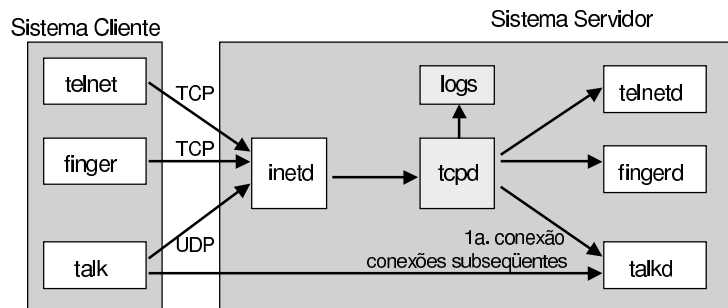 Sistema Cliente
Sistema Servidor
telnet
TCP
logs
telnetd
finger
TCP
inetd
tcpd
fingerd
UDP
1a. conexão
talk
conexões subseqüentes
talkd